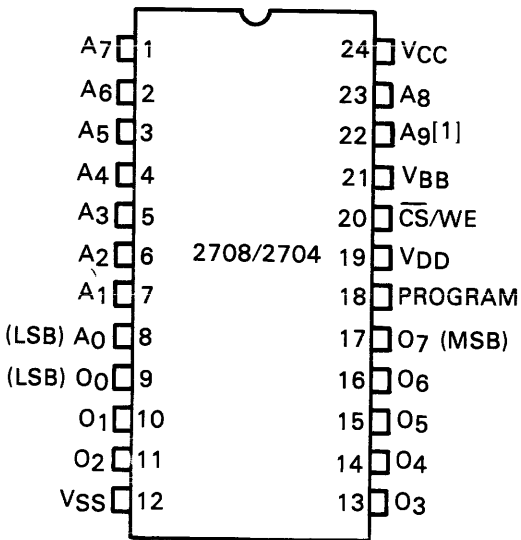 A7 1 24 VCC
A6 2 23 A8
A5 3 22 A9[1]
A4 4 21 VBB
A3 5 20 C̅S̅/WE
A2 6 2708/2704 19 VDD
A1 7 18 PROGRAM
(LSB) A0 8 17 O7 (MSB)
(LSB) O0 9 16 O6
O1 10 15 O5
O2 11 14 O4
VSS 12 13 O3